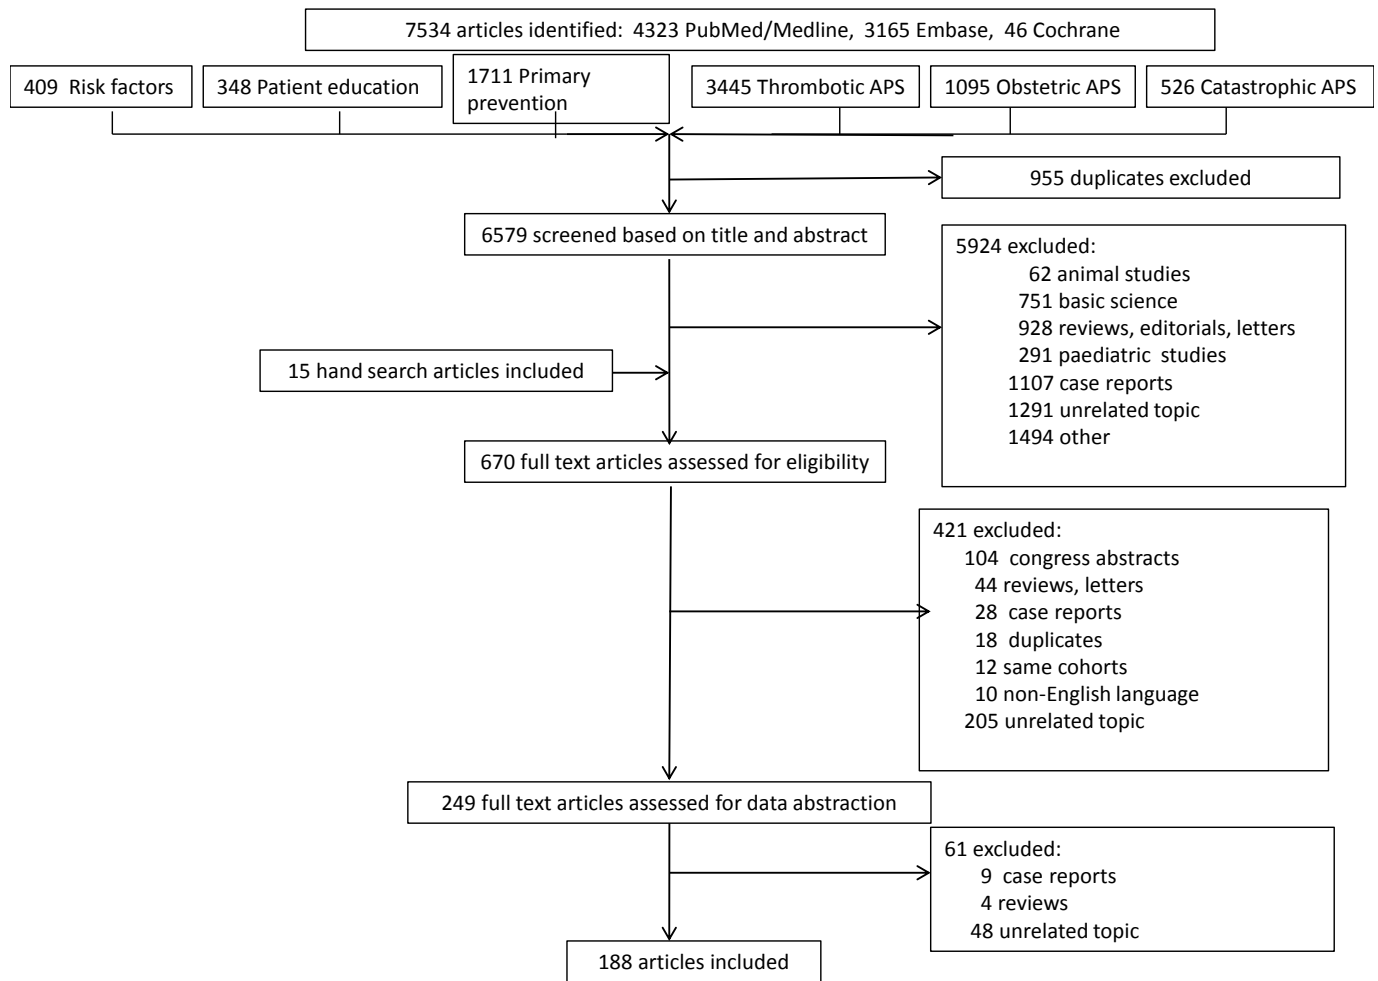 7534 articles identified: 4323 PubMed/Medline, 3165 Embase, 46 Cochrane
409 Risk factors
348 Patient education
1711 Primary
prevention
3445 Thrombotic APS
1095 Obstetric APS
526 Catastrophic APS
955 duplicates excluded
6579 screened based on title and abstract
5924 excluded:
62 animal studies
751 basic science
928 reviews, editorials, letters
291 paediatric studies
1107 case reports
1291 unrelated topic
1494 other
15 hand search articles included
670 full text articles assessed for eligibility
421 excluded:
104 congress abstracts
44 reviews, letters
28 case reports
18 duplicates
12 same cohorts
10 non-English language
205 unrelated topic
249 full text articles assessed for data abstraction
61 excluded:
9 case reports
4 reviews
48 unrelated topic
188 articles included